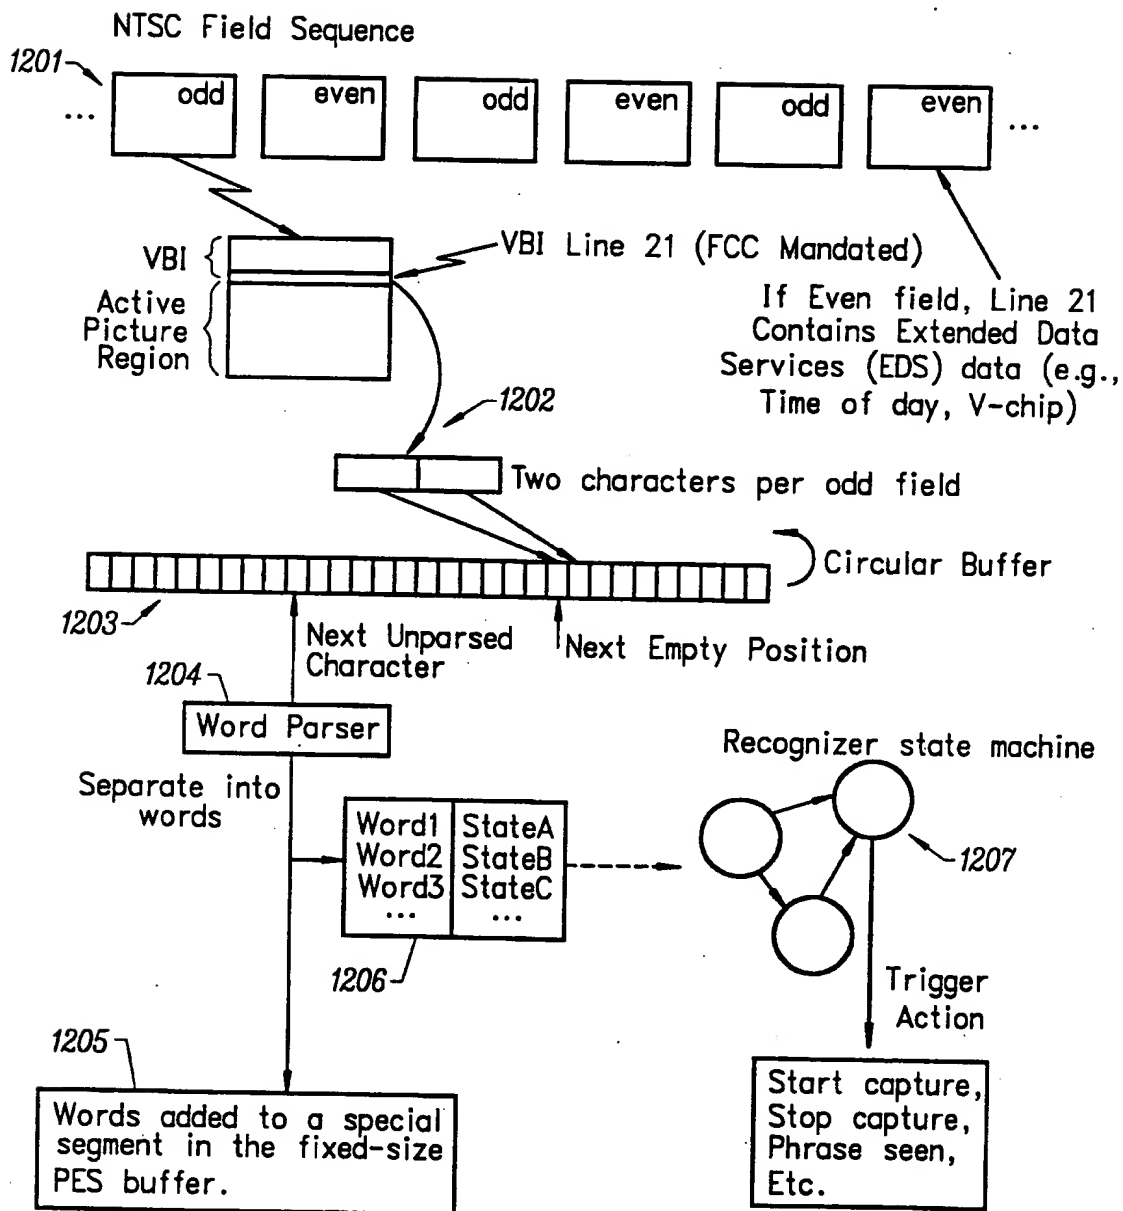 NTSC Field Sequence
1201
... odd even odd even odd even ...
VBI
VBI Line 21 (FCC Mandated)
Active
Picture
Region
If Even field, Line 21
Contains Extended Data
Services (EDS) data (e.g.,
Time of day, V-chip)
1202
Two characters per odd field
Circular Buffer
1203
Next Unparsed
Character
Next Empty Position
1204
Word Parser
Separate into
words
Recognizer state machine
Word1 StateA
Word2 StateB
Word3 StateC
... ...
1206
1207
Trigger
Action
1205
Words added to a special
segment in the fixed-size
PES buffer.
Start capture,
Stop capture,
Phrase seen,
Etc.